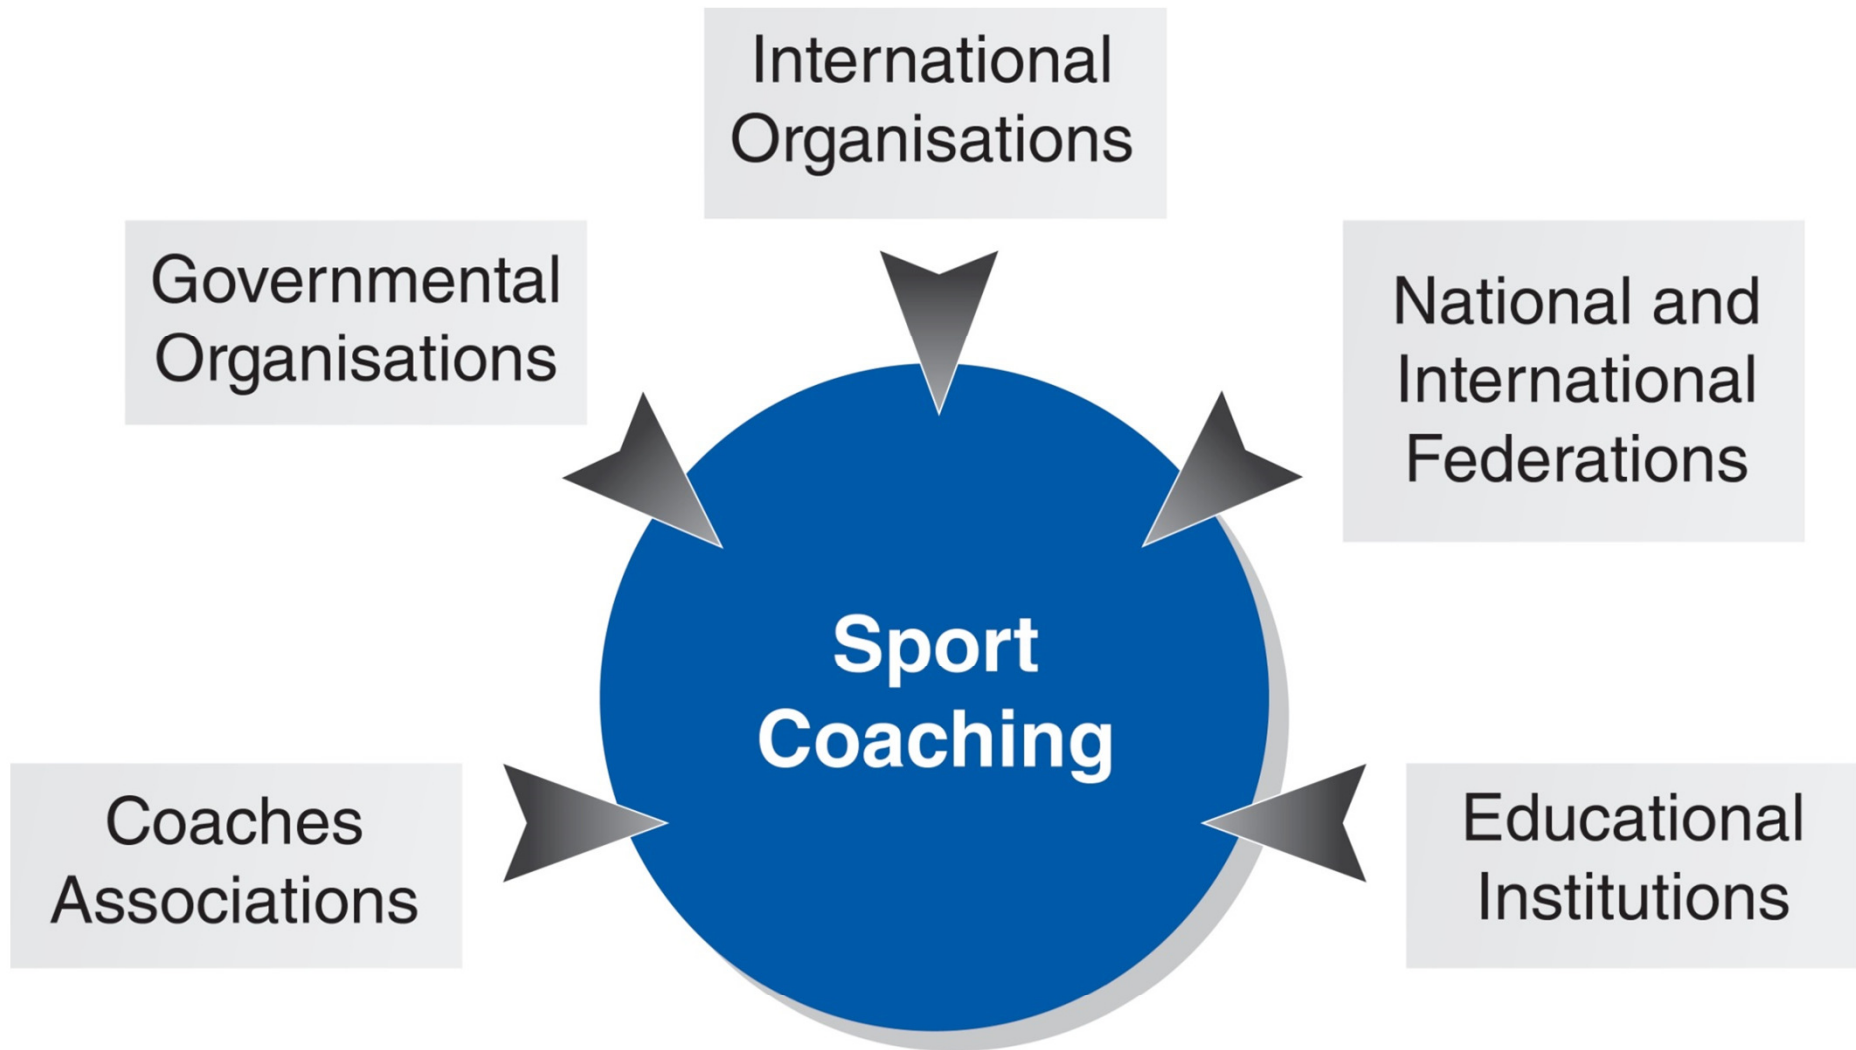 International
Organisations
Governmental
Organisations
National and
International
Federations
Sport
Coaching
Coaches
Associations
Educational
Institutions